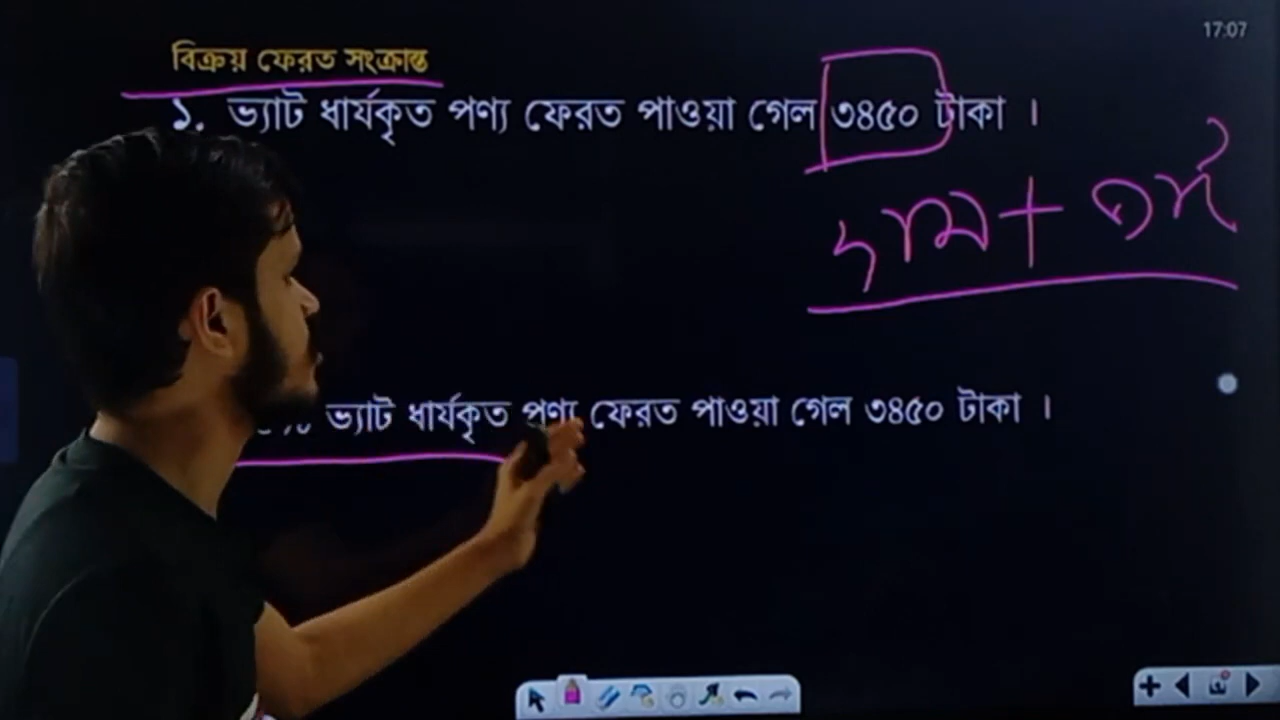 17:07
বিক্রয় ফেরত সংক্রান্ত
১. ভ্যাট ধার্যকৃত পণ্য ফেরত পাওয়া গেল ৩৪৫০ টাকা ।
দাম +
ভ্যাট ধার্যকৃত পণ্য ফেরত পাওয়া গেল ৩৪৫০ টাকা ।